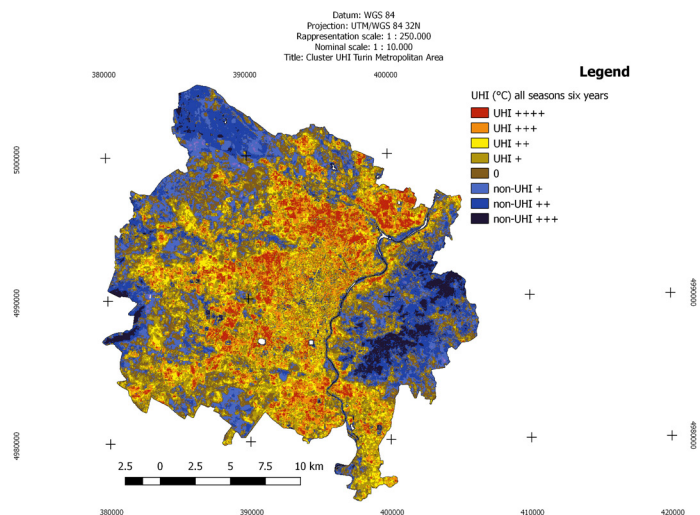 Datum: WGS 84
Projection: UTM/WGS 84 32N
Rappresentation scale: 1 : 250.000
Nominal scale: 1 : 10.000
Title: Cluster UHI Turin Metropolitan Area
380000
390000
400000
Legend
UHI (°C) all seasons six years
UHI ++++
UHI +++
UHI ++
UHI +
0
non-UHI +
non-UHI ++
non-UHI +++
5000000
4990000
4980000
4990000
4980000
2.5 0 2.5 5 7.5 10 km
380000
390000
400000
410000
420000